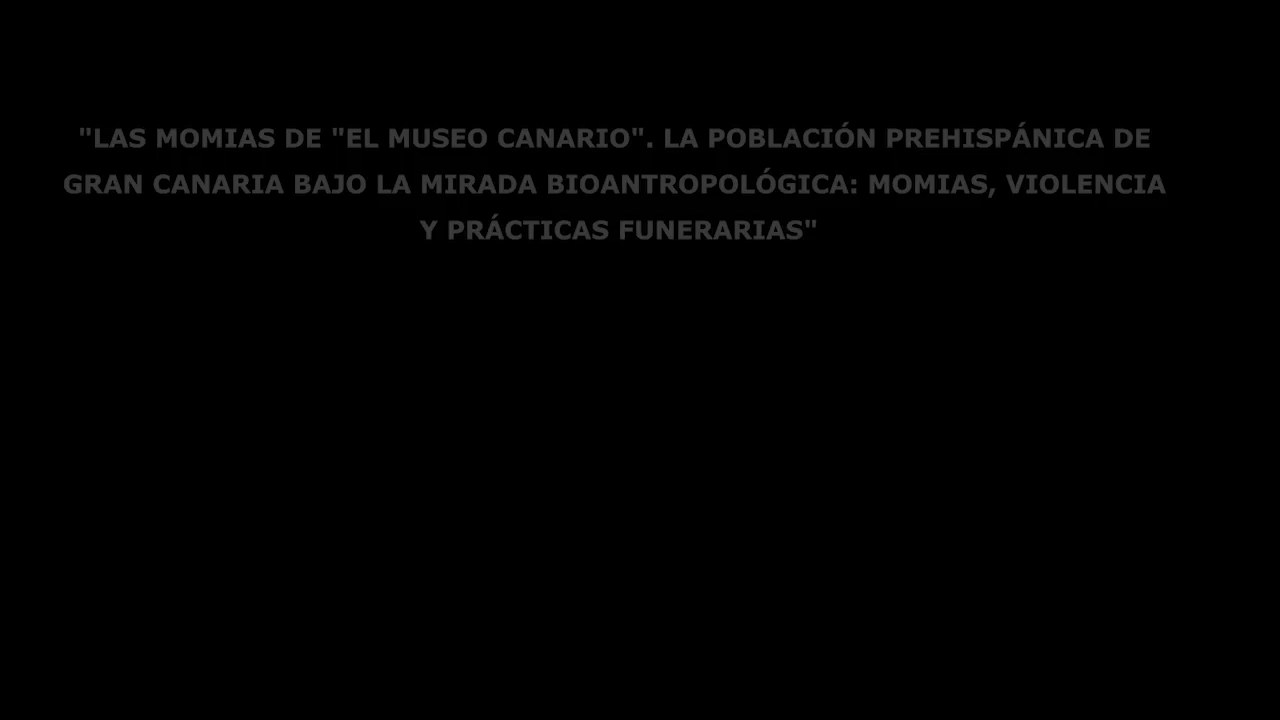 "LAS MOMIAS DE "EL MUSEO CANARIO". LA POBLACIÓN PREHISPÁNICA DE
GRAN CANARIA BAJO LA MIRADA BIOANTROPOLÓGICA: MOMIAS, VIOLENCIA
Y PRÁCTICAS FUNERARIAS"